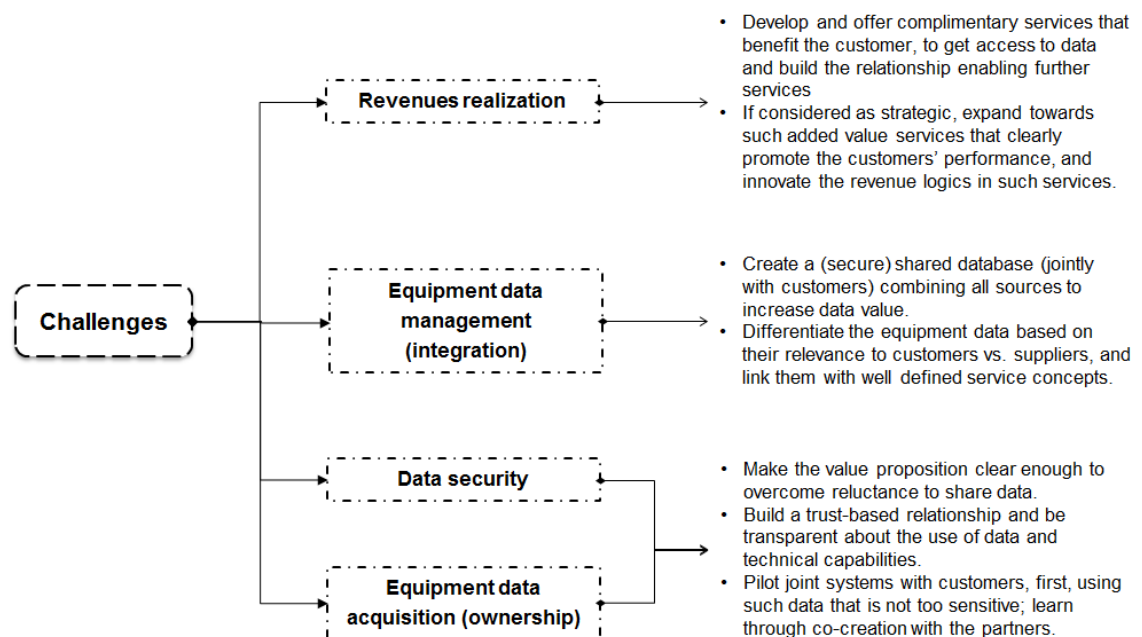 Challenges
Revenues realization
• Develop and offer complimentary services that
benefit the customer, to get access to data
and build the relationship enabling further
services
• If considered as strategic, expand towards
such added value services that clearly
promote the customers’ performance, and
innovate the revenue logics in such services.
Equipment data
management
(integration)
• Create a (secure) shared database (jointly
with customers) combining all sources to
increase data value.
• Differentiate the equipment data based on
their relevance to customers vs. suppliers, and
link them with well defined service concepts.
Data security
Equipment data
acquisition (ownership)
• Make the value proposition clear enough to
overcome reluctance to share data.
• Build a trust-based relationship and be
transparent about the use of data and
technical capabilities.
• Pilot joint systems with customers, first, using
such data that is not too sensitive; learn
through co-creation with the partners.